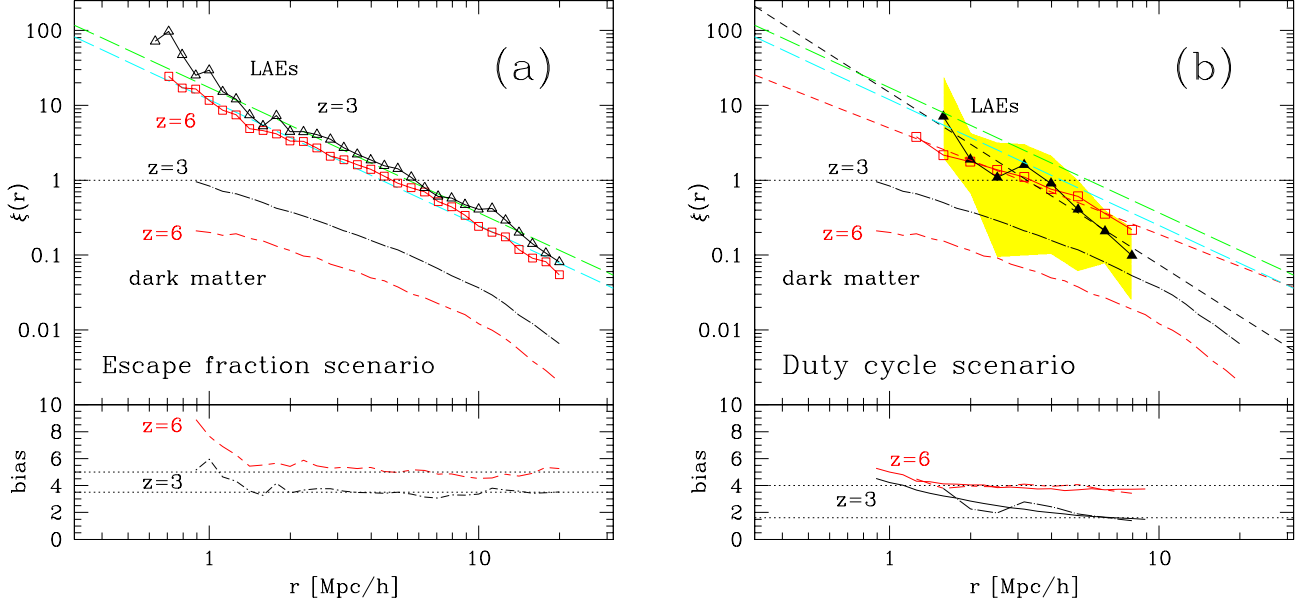 100
10
1
0.1
0.01
ξ(r)
LAEs
(a)
z=3
z=6
z=3
z=6
dark matter
Escape fraction scenario
10
8
6
4
2
0
bias
z=6
z=3
1
10
r [Mpc/h]
100
10
1
0.1
0.01
ξ(r)
LAEs
(b)
z=3
z=6
dark matter
Duty cycle scenario
10
8
6
4
2
0
bias
z=6
z=3
1
10
r [Mpc/h]